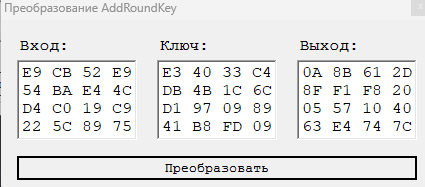 Преобразование AddRoundKey
Вход: Ключ: Выход:
E9 CB 52 E9 E3 40 33 C4 0A 8B 61 2D
54 BA E4 4C DB 4B 1C 6C 8F F1 F8 20
D4 C0 19 C9 D1 97 09 89 05 57 10 40
22 5C 89 75 41 B8 FD 09 63 E4 74 7C
Преобразовать